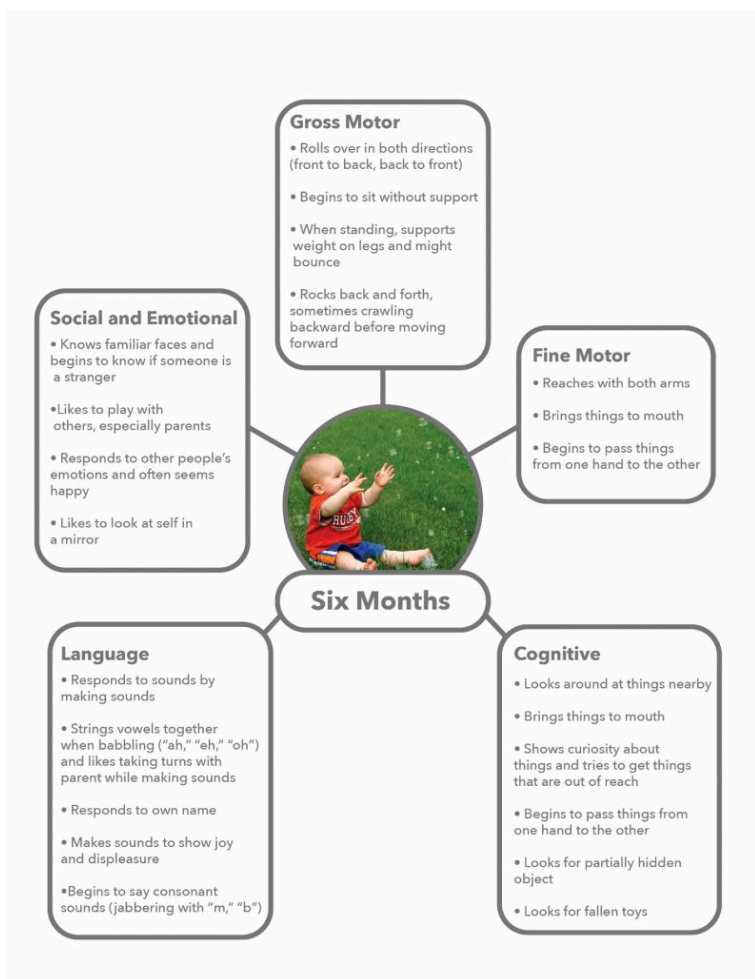 Gross Motor
• Rolls over in both directions
(front to back, back to front)
• Begins to sit without support
• When standing, supports
weight on legs and might
bounce
• Rocks back and forth,
sometimes crawling
backward before moving
forward
Social and Emotional
• Knows familiar faces and
begins to know if someone is
a stranger
•Likes to play with
others, especially parents
• Responds to other people’s
emotions and often seems
happy
• Likes to look at self in
a mirror
Fine Motor
• Reaches with both arms
• Brings things to mouth
• Begins to pass things
from one hand to the other
Six Months
Language
• Responds to sounds by
making sounds
• Strings vowels together
when babbling (“ah,” “eh,” “oh”)
and likes taking turns with
parent while making sounds
• Responds to own name
• Makes sounds to show joy
and displeasure
•Begins to say consonant
sounds (jabbering with “m,” “b”)
Cognitive
• Looks around at things nearby
• Brings things to mouth
• Shows curiosity about
things and tries to get things
that are out of reach
• Begins to pass things from
one hand to the other
• Looks for partially hidden
object
• Looks for fallen toys